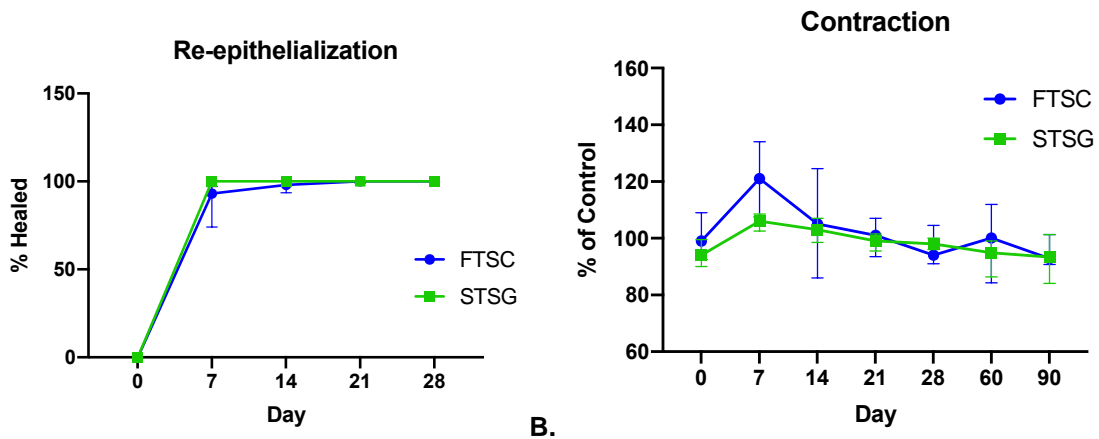 Re-epithelialization
150
100
50
0
% Healed
0 7 14 21 28
Day
FTSC
STSG
B.
Contraction
160
140
120
100
80
60
% of Control
0 7 14 21 28 60 90
Day
FTSC
STSG